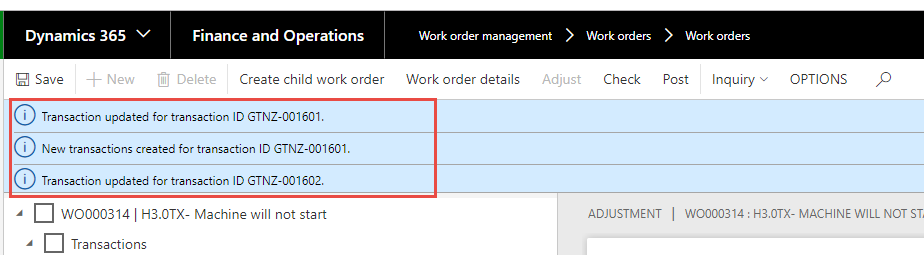 Dynamics 365 Finance and Operations Work order management Work orders Work orders
Save New Delete Create child work order Work order details Adjust Check Post Inquiry OPTIONS
Transaction updated for transaction ID GTNZ-001601.
New transactions created for transaction ID GTNZ-001601.
Transaction updated for transaction ID GTNZ-001602.
WO000314 | H3.0TX- Machine will not start
ADJUSTMENT | WO000314 : H3.0TX- MACHINE WILL NOT STA
Transactions